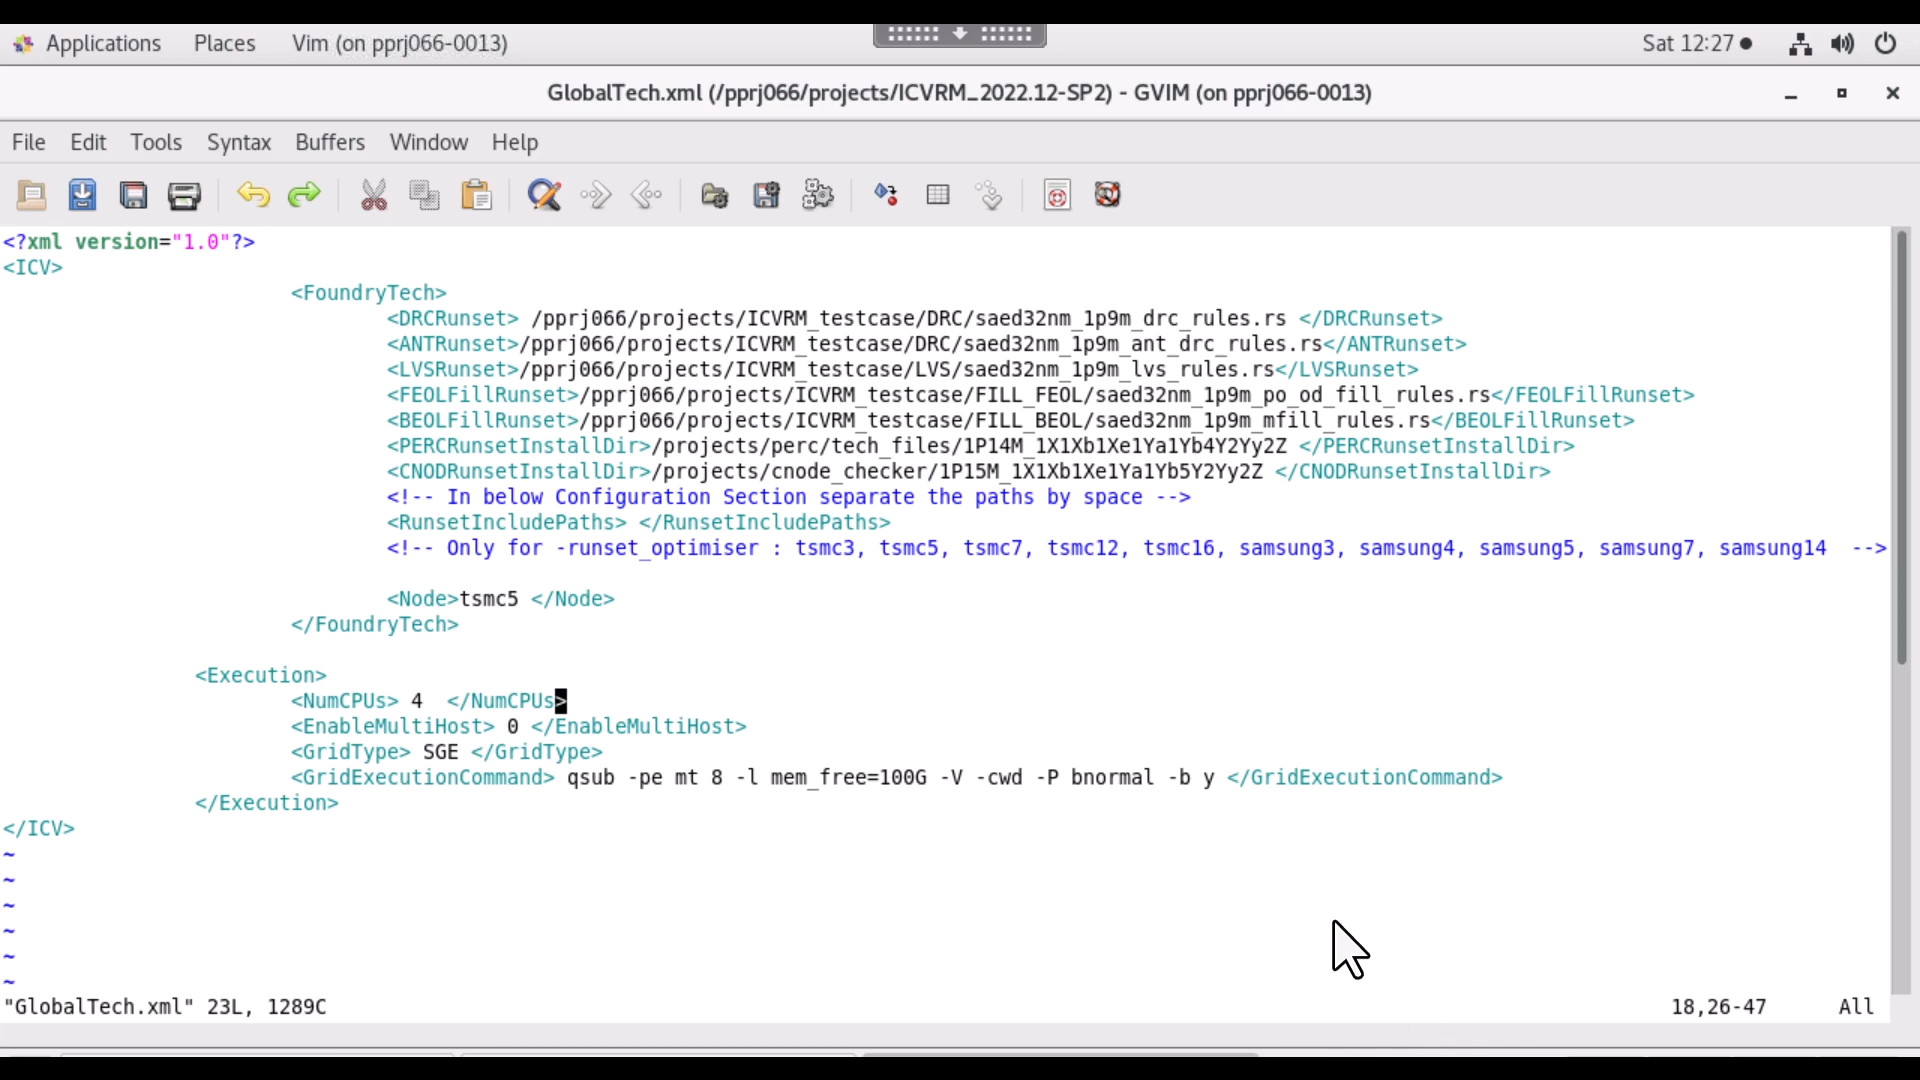 Applications Places Vim (on pprj066-0013) Sat 12:27
GlobalTech.xml (/pprj066/projects/ICVRM_2022.12-SP2) - GVIM (on pprj066-0013)
File Edit Tools Syntax Buffers Window Help
<?xml version="1.0"?>
<ICV>
<FoundryTech>
<DRCRunset> /pprj066/projects/ICVRM_testcase/DRC/saed32nm_1p9m_drc_rules.rs </DRCRunset>
<ANTRunset>/pprj066/projects/ICVRM_testcase/DRC/saed32nm_1p9m_ant_drc_rules.rs</ANTRunset>
<LVSRunset>/pprj066/projects/ICVRM_testcase/LVS/saed32nm_1p9m_lvs_rules.rs</LVSRunset>
<FEOLFillRunset>/pprj066/projects/ICVRM_testcase/FILL_FEOL/saed32nm_1p9m_po_od_fill_rules.rs</FEOLFillRunset>
<BEOLFillRunset>/pprj066/projects/ICVRM_testcase/FILL_BEOL/saed32nm_1p9m_mfill_rules.rs</BEOLFillRunset>
<PERCRunsetInstallDir>/projects/perc/tech_files/1P14M_1X1Xb1Xe1Ya1Yb4Y2Yy2Z </PERCRunsetInstallDir>
<CNODRunsetInstallDir>/projects/cnode_checker/1P15M_1X1Xb1Xe1Ya1Yb5Y2Yy2Z </CNODRunsetInstallDir>
<!-- In below Configuration Section separate the paths by space -->
<RunsetIncludePaths> </RunsetIncludePaths>
<!-- Only for -runset_optimiser : tsmc3, tsmc5, tsmc7, tsmc12, tsmc16, samsung3, samsung4, samsung5, samsung7, samsung14  -->
<Node>tsmc5 </Node>
</FoundryTech>
<Execution>
<NumCPUs> 4  </NumCPUs>
<EnableMultiHost> 0 </EnableMultiHost>
<GridType> SGE </GridType>
<GridExecutionCommand> qsub -pe mt 8 -l mem_free=100G -V -cwd -P bnormal -b y </GridExecutionCommand>
</Execution>
</ICV>
~
~
~
~
~
~
"GlobalTech.xml" 23L, 1289C 18,26-47 All